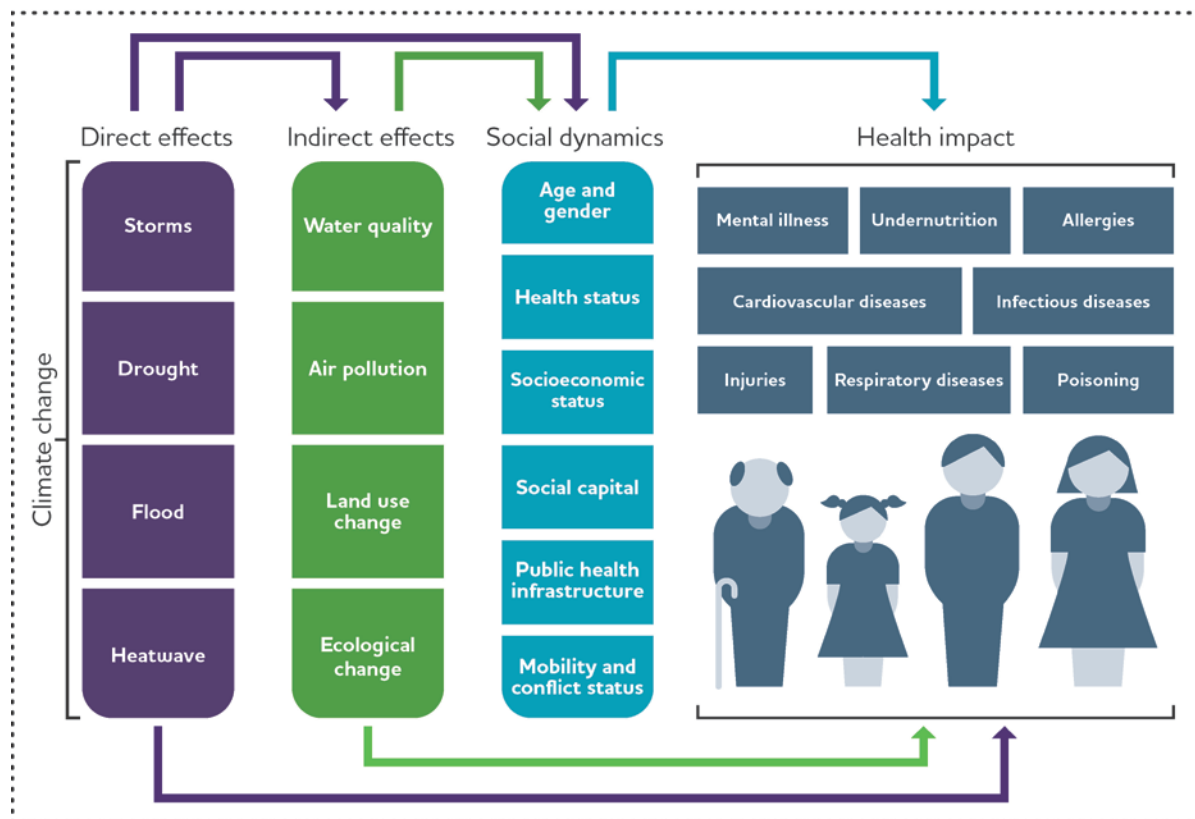 Direct effects
Indirect effects
Social dynamics
Health impact
Climate change
Storms
Drought
Flood
Heatwave
Water quality
Air pollution
Land use
change
Ecological
change
Age and
gender
Health status
Socioeconomic
status
Social capital
Public health
infrastructure
Mobility and
conflict status
Mental illness
Undernutrition
Allergies
Cardiovascular diseases
Infectious diseases
Injuries
Respiratory diseases
Poisoning